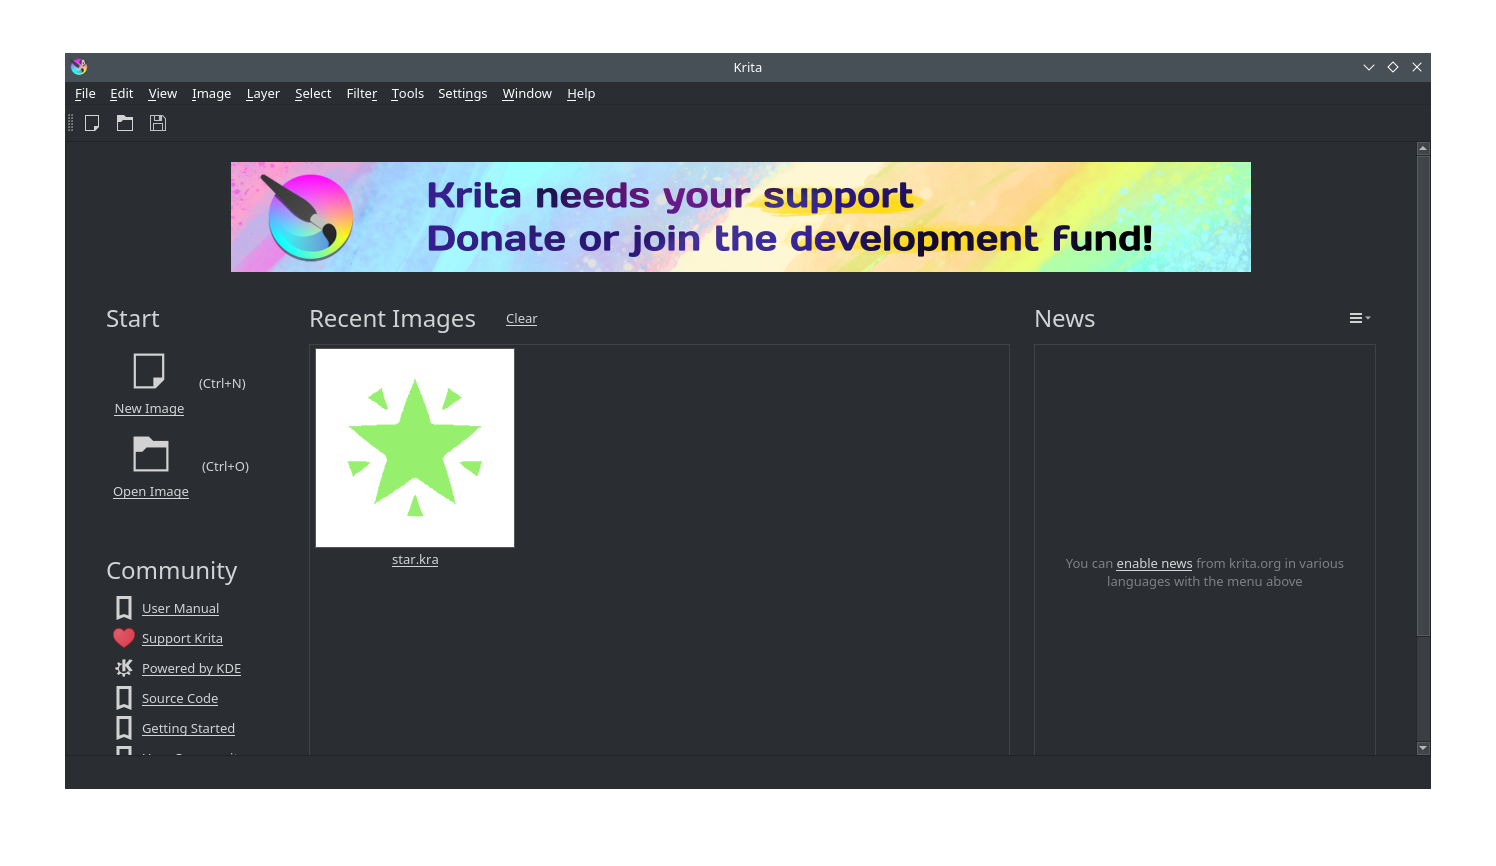 Krita
File Edit View Image Layer Select Filter Tools Settings Window Help
Krita needs your support
Donate or join the development fund!
Start
(Ctrl+N)
New Image
(Ctrl+O)
Open Image
Community
User Manual
Support Krita
Powered by KDE
Source Code
Getting Started
Recent Images Clear
star.kra
News
You can enable news from krita.org in various
languages with the menu above